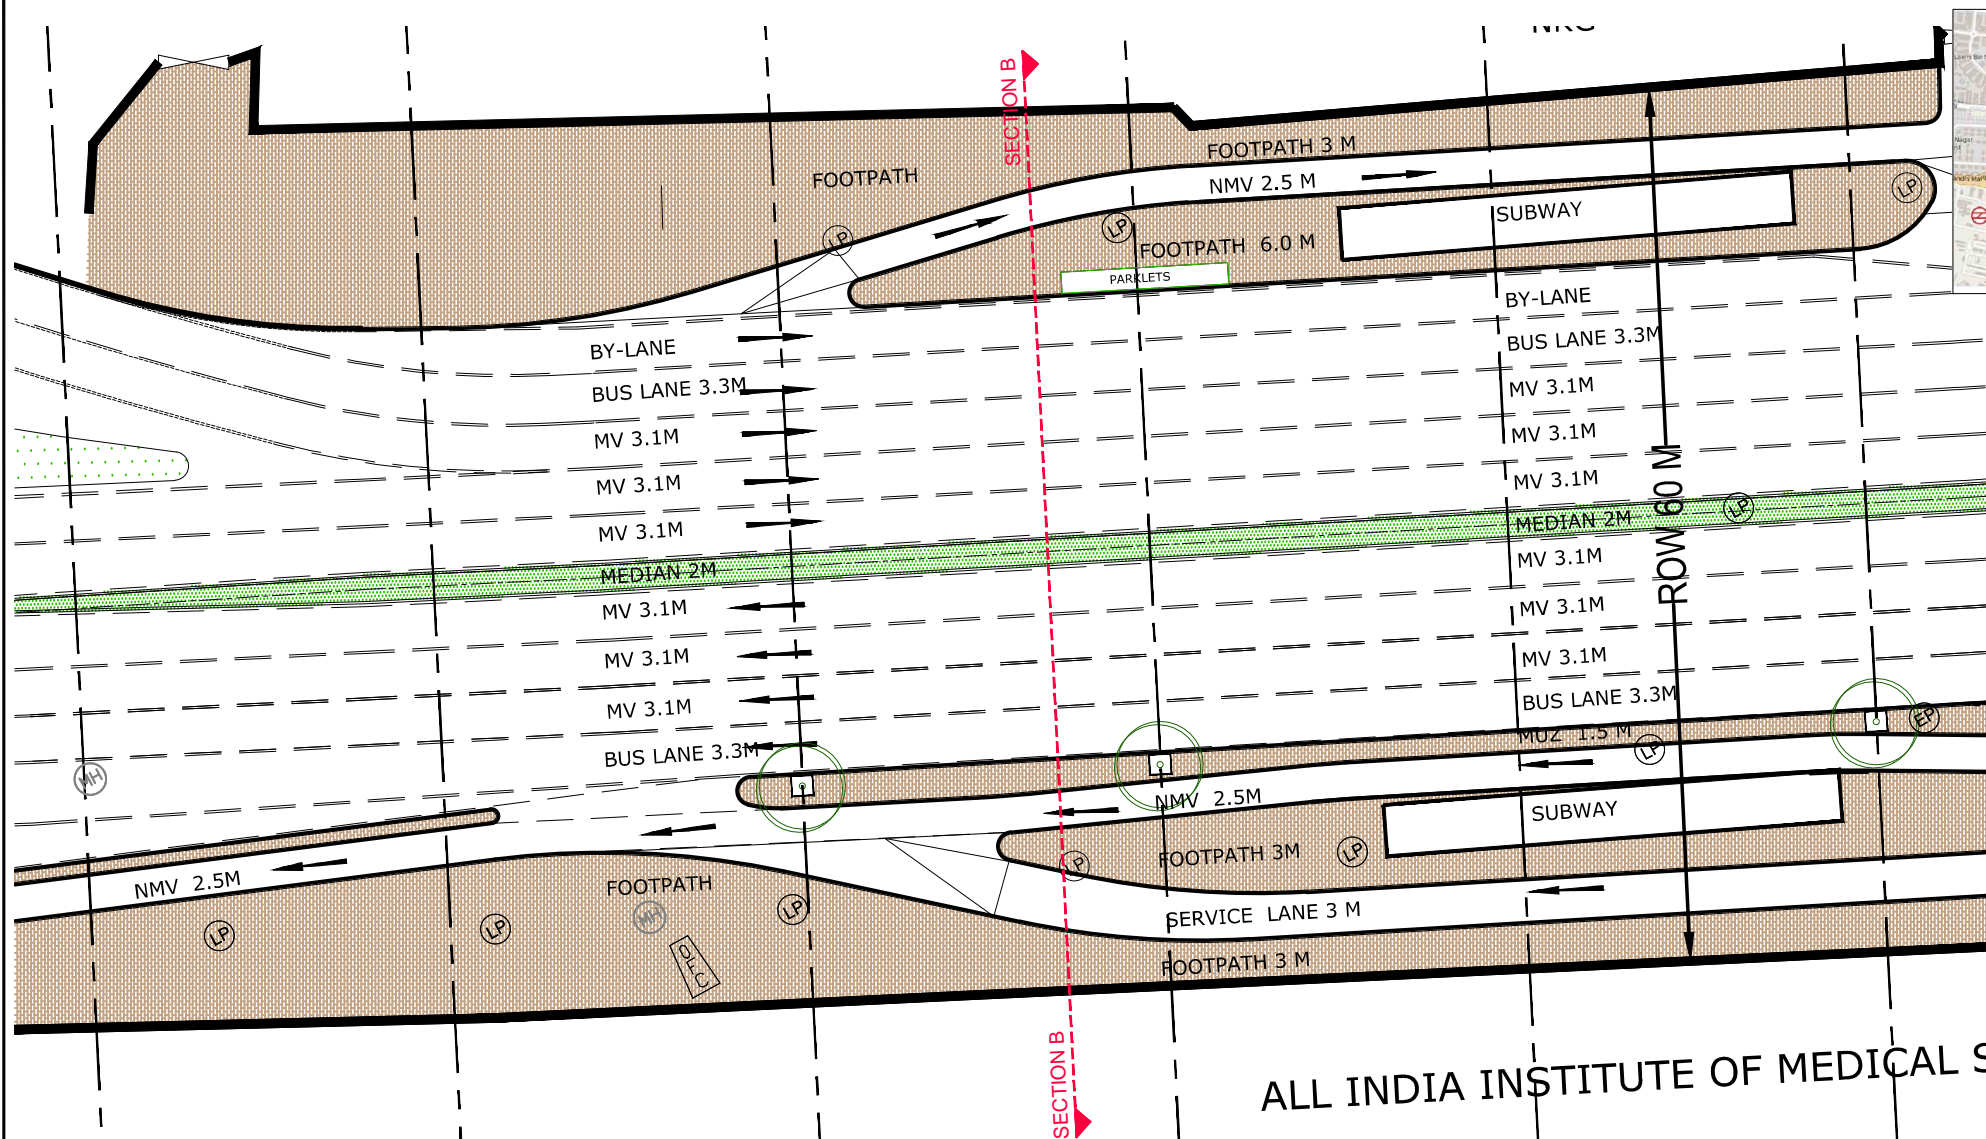 SECTION B
FOOTPATH
FOOTPATH 3 M
NMV 2.5 M
LP
LP
LP
SUBWAY
FOOTPATH 6.0 M
PARKLETS
BY-LANE
BUS LANE 3.3M
MV 3.1M
MV 3.1M
MV 3.1M
MEDIAN 2M
LP
MV 3.1M
MV 3.1M
MV 3.1M
BUS LANE 3.3M
BY-LANE
BUS LANE 3.3M
MV 3.1M
MV 3.1M
MV 3.1M
MEDIAN 2M
MV 3.1M
MV 3.1M
MV 3.1M
BUS LANE 3.3M
ROW 60 M
MUZ 1.5 M
LP
EP
MH
NMV 2.5M
SUBWAY
NMV 2.5M
FOOTPATH
MH
FOOTPATH 3M
LP
LP
LP
LP
LP
SERVICE LANE 3 M
FOOTPATH 3 M
SECTION B
ALL INDIA INSTITUTE OF MEDICAL S